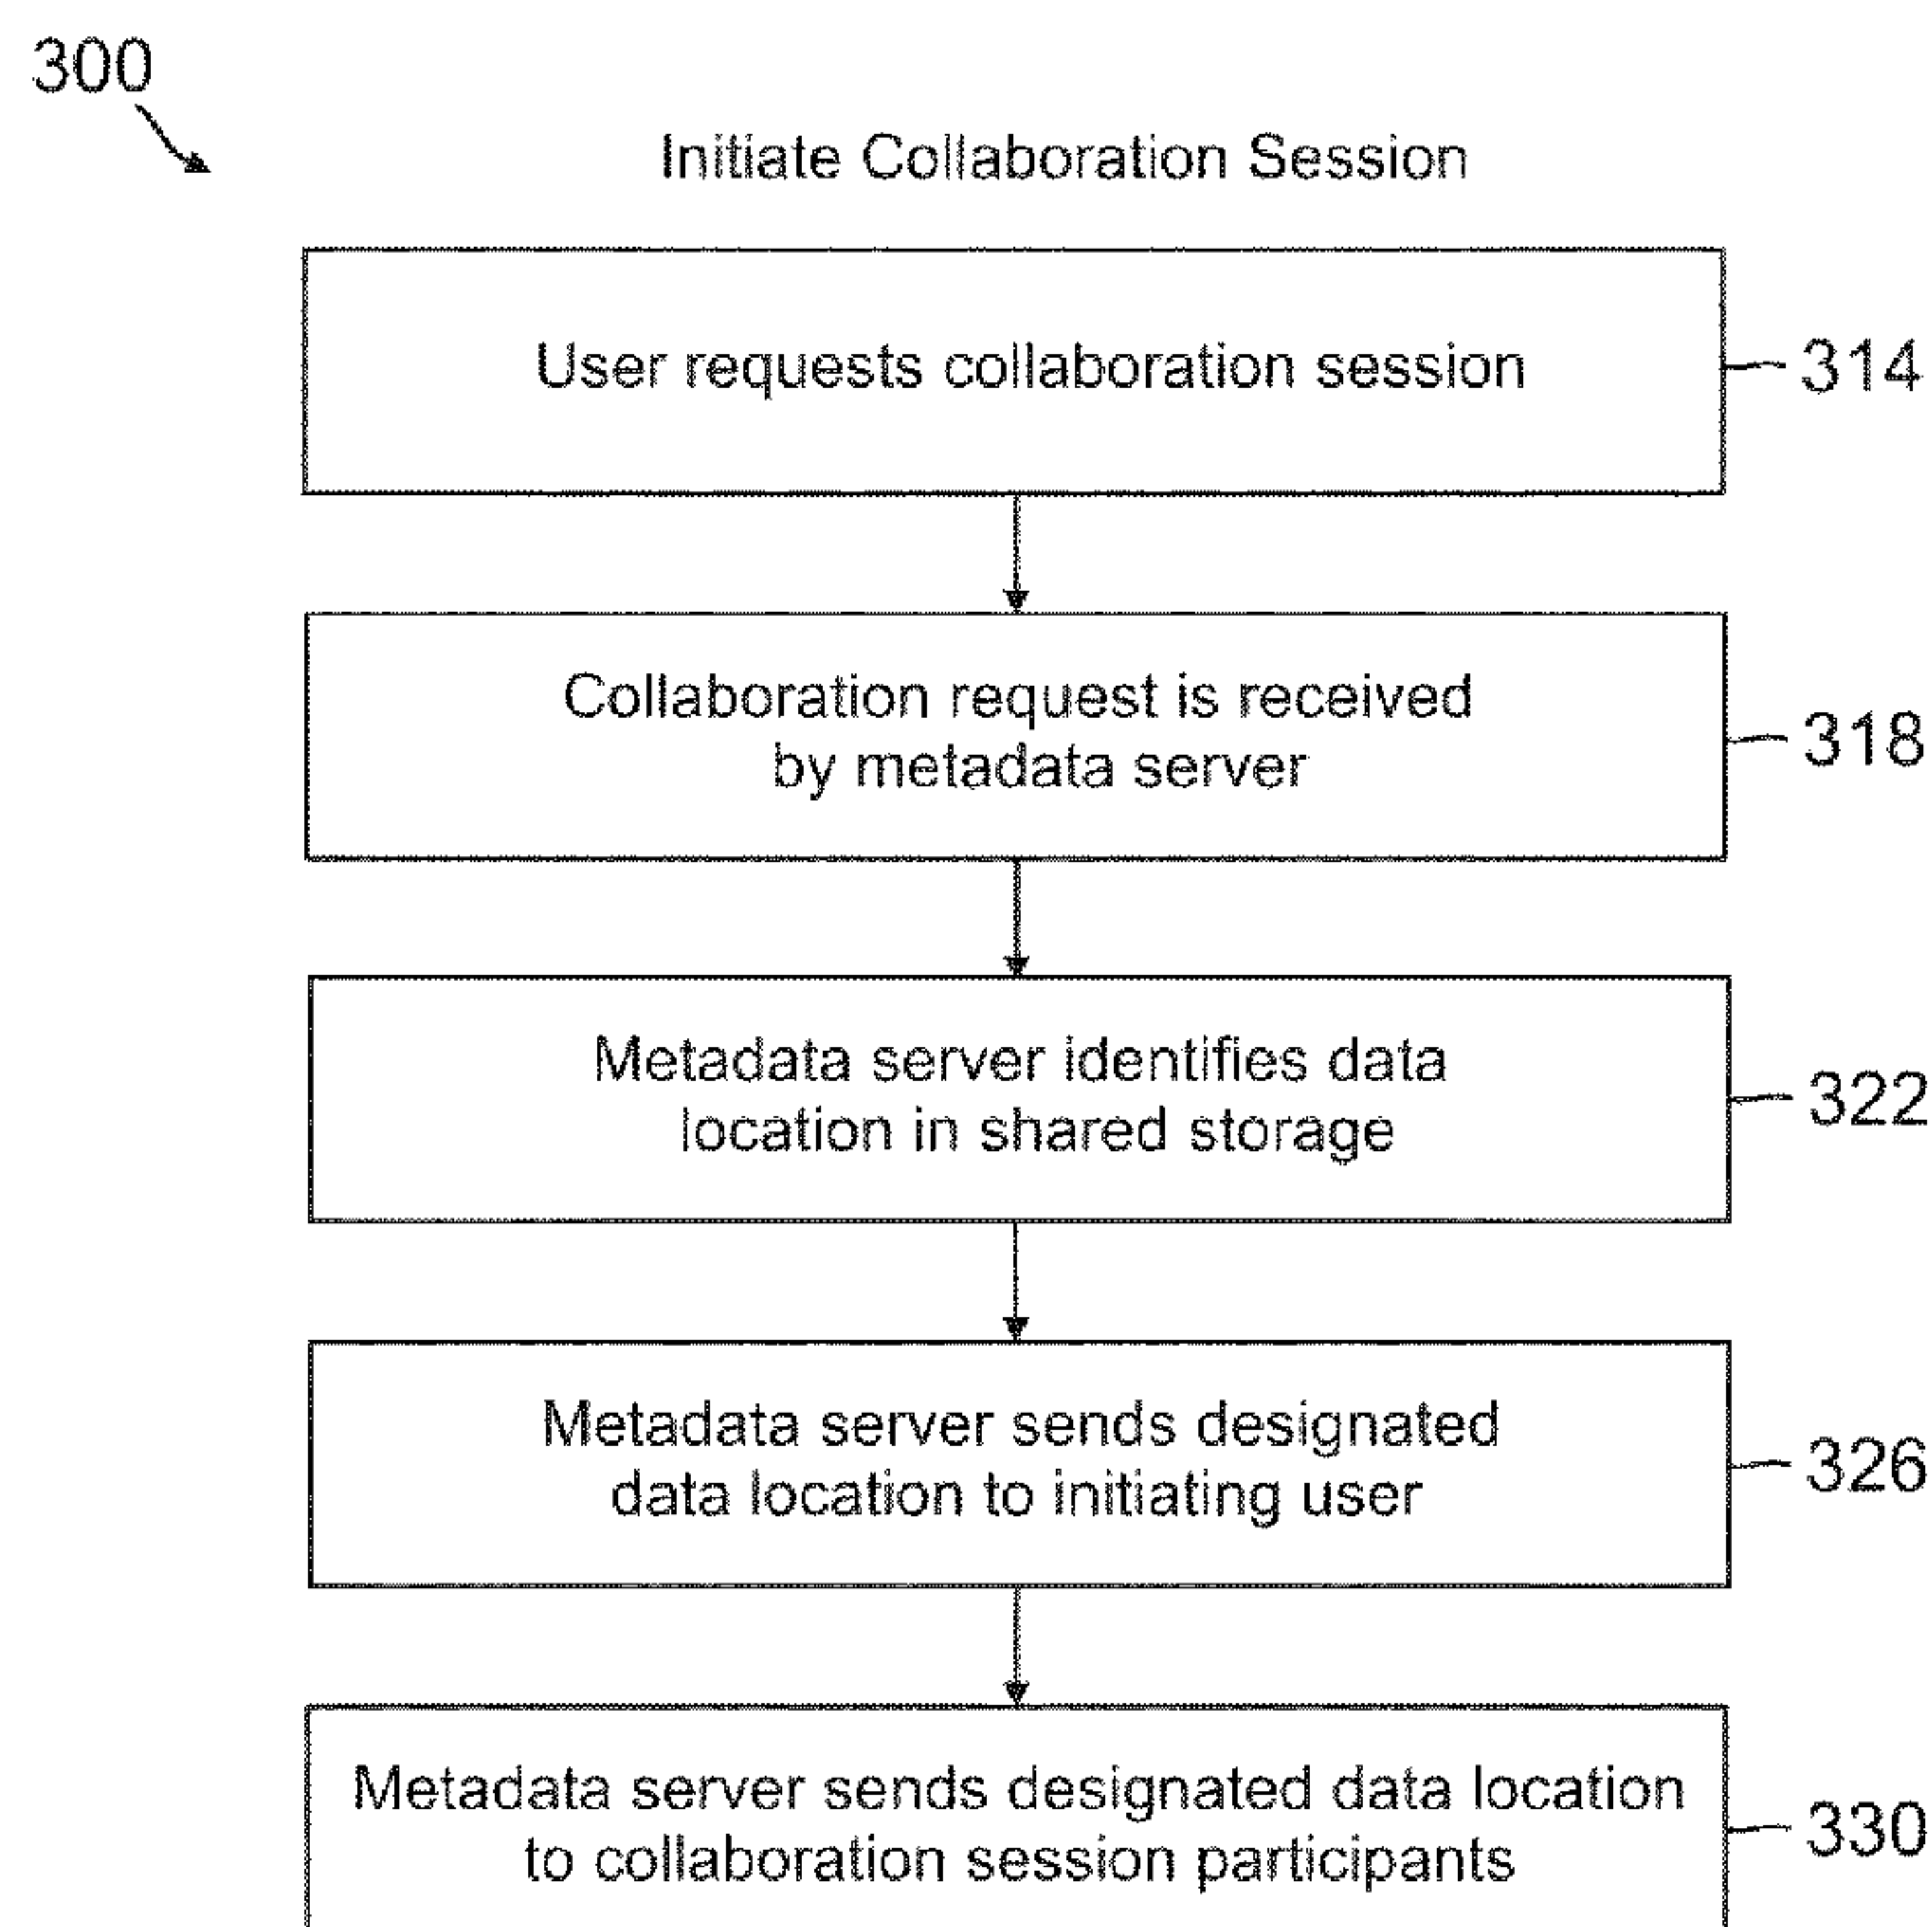 300
Initiate Collaboration Session
User requests collaboration session
314
Collaboration request is received
by metadata server
318
Metadata server identifies data
location in shared storage
322
Metadata server sends designated
data location to initiating user
326
Metadata server sends designated data location
to collaboration session participants
330